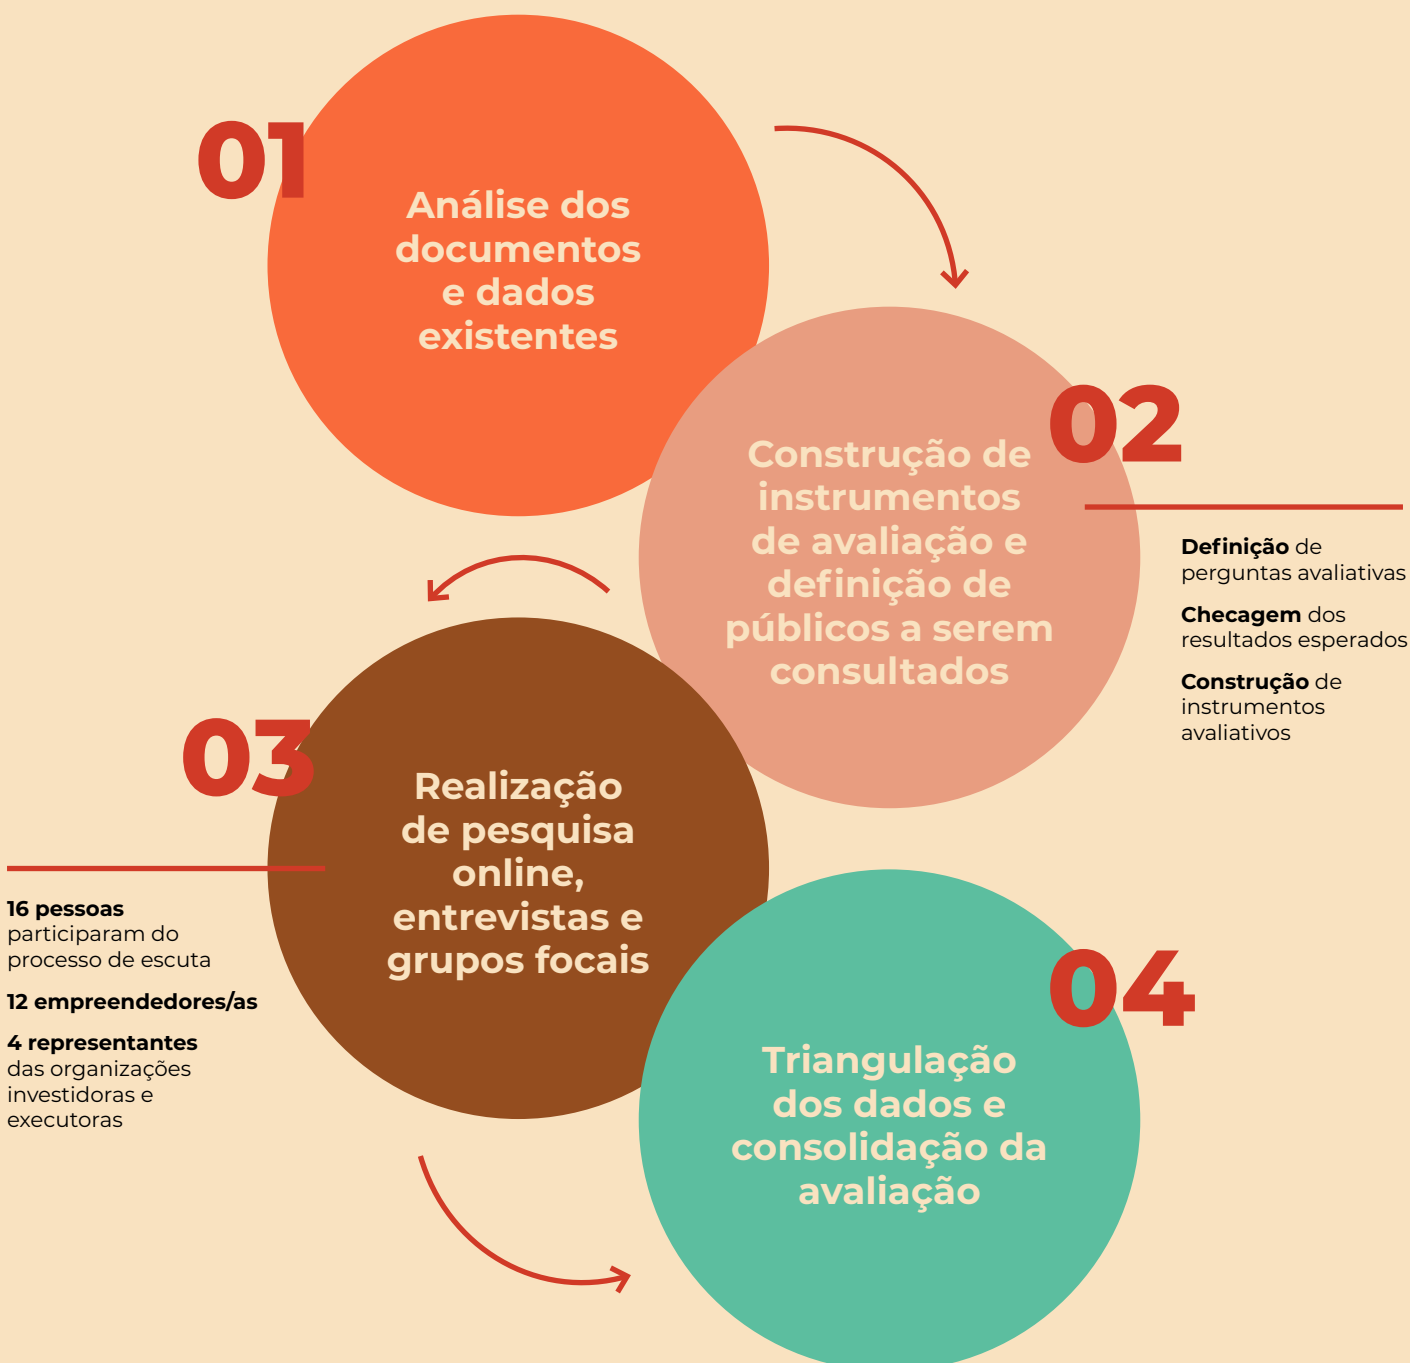 01
Análise dos
documentos
e dados
existentes
02
Construção de
instrumentos
de avaliação e
definição de
públicos a serem
consultados
Definição de
perguntas avaliativas
Checagem dos
resultados esperados
Construção de
instrumentos
avaliativos
03
Realização
de pesquisa
online,
entrevistas e
grupos focais
16 pessoas
participaram do
processo de escuta
12 empreendedores/as
4 representantes
das organizações
investidoras e
executoras
04
Triangulação
dos dados e
consolidação da
avaliação